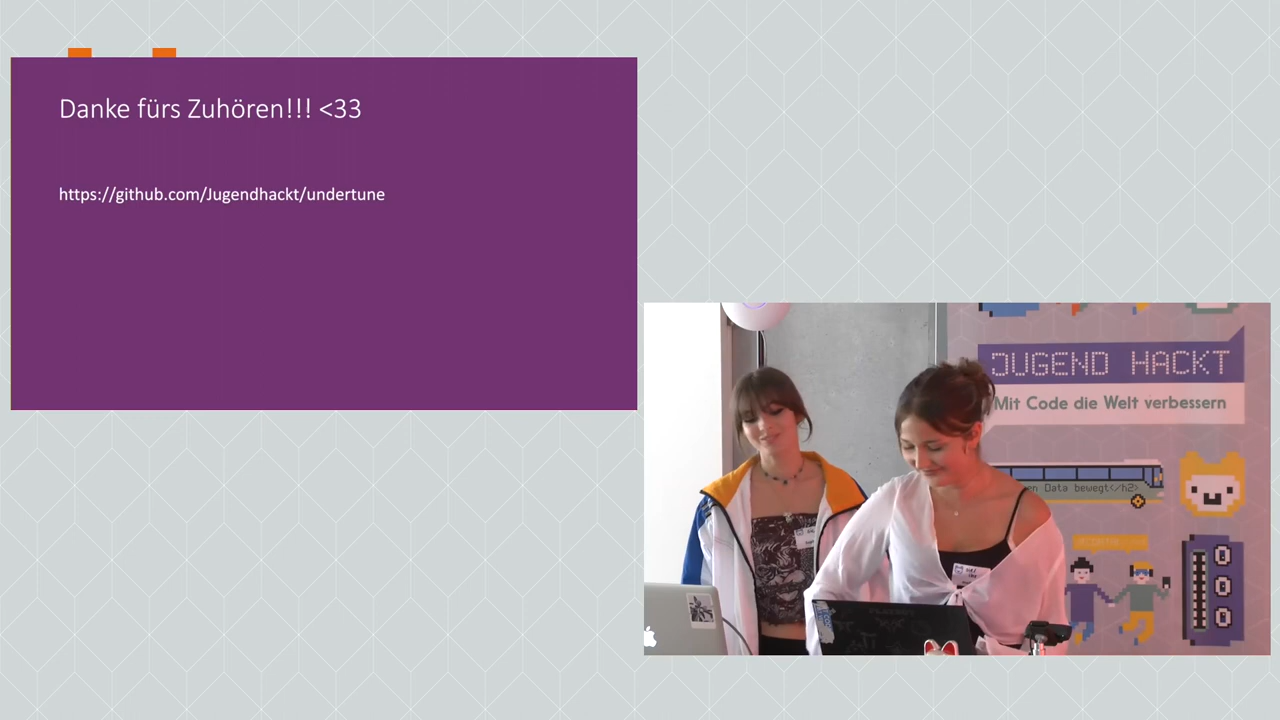 Danke fürs Zuhören!!! <33
https://github.com/Jugendhackt/undertune
JUGEND HACKT
Mit Code die Welt verbessern
en Data bewegt</h2>